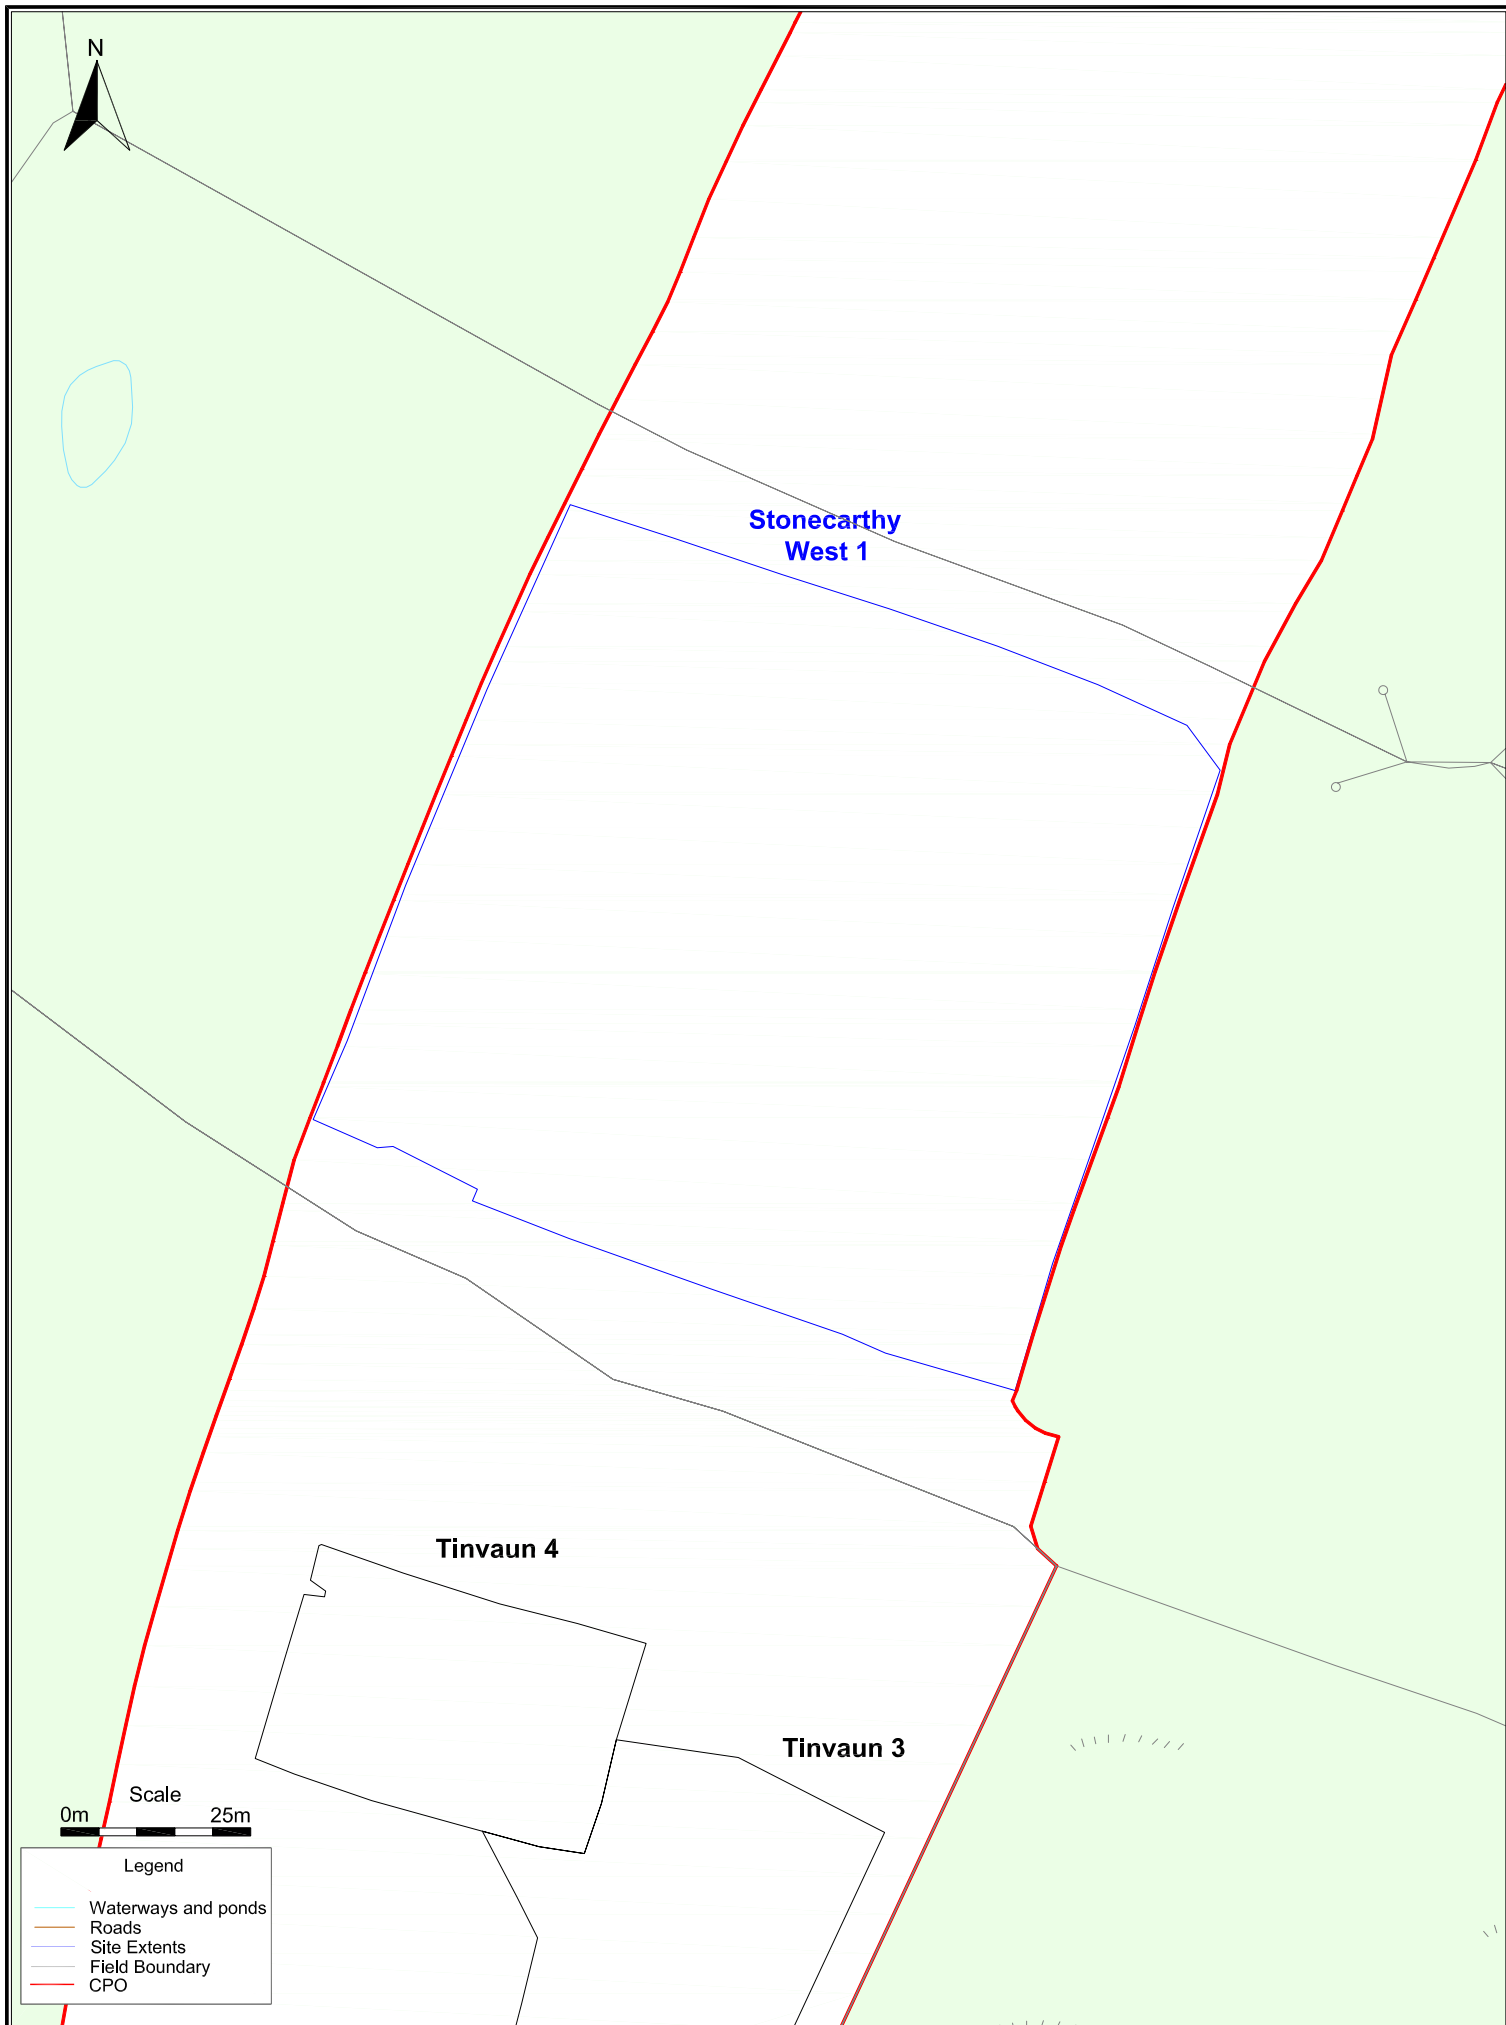 N
Stonecarthy
West 1
Tinvaun 4
Tinvaun 3
Scale
0m 25m
Legend
Waterways and ponds
Roads
Site Extents
Field Boundary
CPO